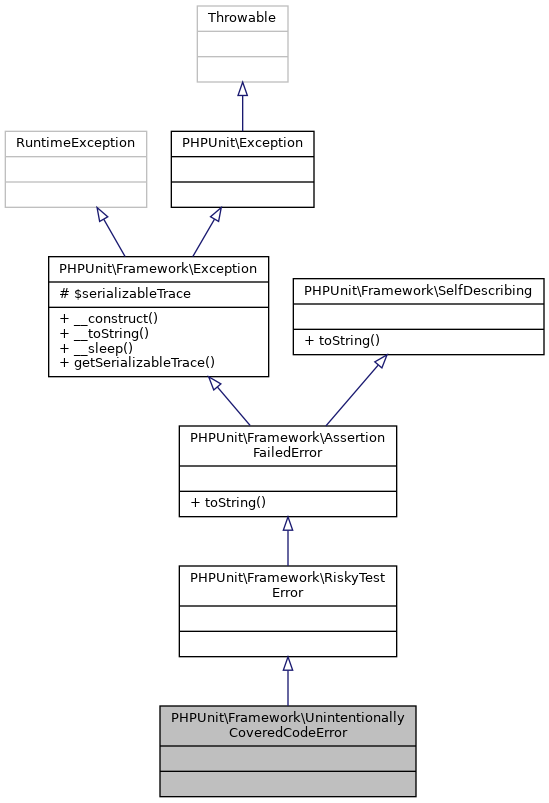 Throwable
RuntimeException
PHPUnit\Exception
PHPUnit\Framework\Exception
# $serializableTrace
+ __construct()
+ __toString()
+ __sleep()
+ getSerializableTrace()
PHPUnit\Framework\SelfDescribing
+ toString()
PHPUnit\Framework\Assertion
FailedError
+ toString()
PHPUnit\Framework\RiskyTest
Error
PHPUnit\Framework\Unintentionally
CoveredCodeError